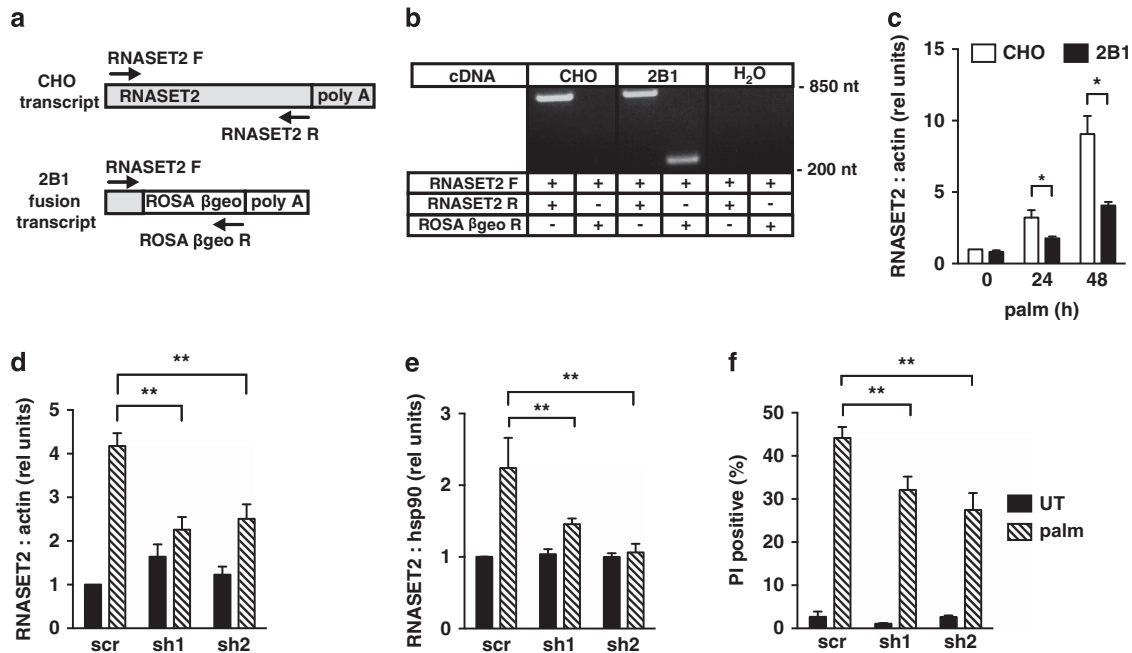 a
RNASET2 F
CHO transcript
RNASET2
poly A
RNASET2 R
RNASET2 F
2B1 fusion transcript
ROSA βgeo
poly A
ROSA βgeo R
b
cDNA CHO 2B1 H2O
- 850 nt
- 200 nt
RNASET2 F + + + + + +
RNASET2 R + - + - + -
ROSA βgeo R - + - + - +
c
RNASET2 : actin (rel units)
15
10
5
0
CHO 2B1
*
*
0 24 48
palm (h)
d
RNASET2 : actin (rel units)
5
4
3
2
1
0
**
**
scr sh1 sh2
e
RNASET2 : hsp90 (rel units)
3
2
1
0
**
**
scr sh1 sh2
f
PI positive (%)
50
40
30
20
10
0
**
**
scr sh1 sh2
UT
palm